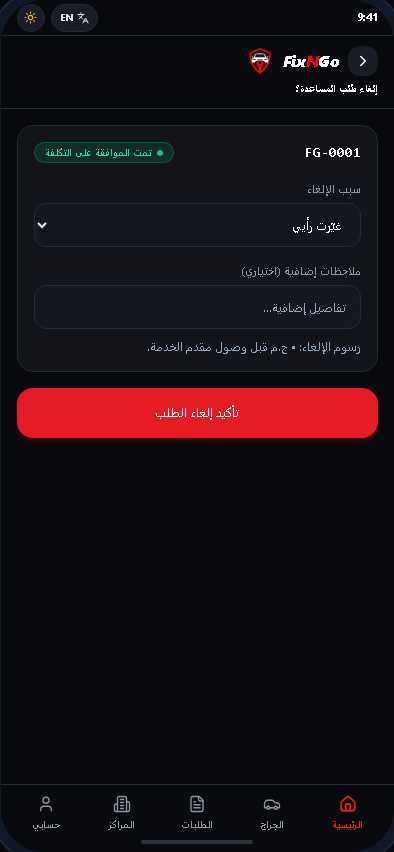 9:41
EN
FixNGo
إلغاء طلب المساعدة؟
FG-0001
تمت الموافقة على التكلفة
سبب الإلغاء
غيّرت رأيي
ملاحظات إضافية (اختياري)
تفاصيل إضافية...
رسوم الإلغاء: ٠ ج.م قبل وصول مقدم الخدمة.
تأكيد إلغاء الطلب
الرئيسية
الجراج
الطلبات
المراكز
حسابي